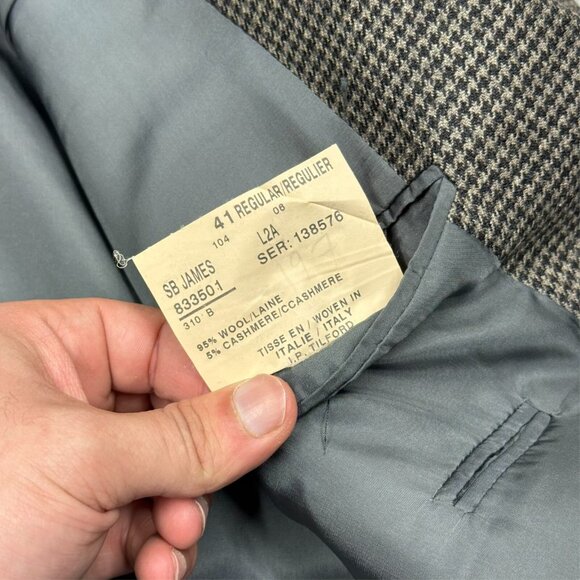 41 REGULAR/REGULIER
104 08
SB JAMES L2A
833501 SER: 138576
310 B
95% WOOL/LAINE
5% CASHMERE/CCASHMERE
TISSE EN / WOVEN IN
ITALIE / ITALY
J.P. TILFORD